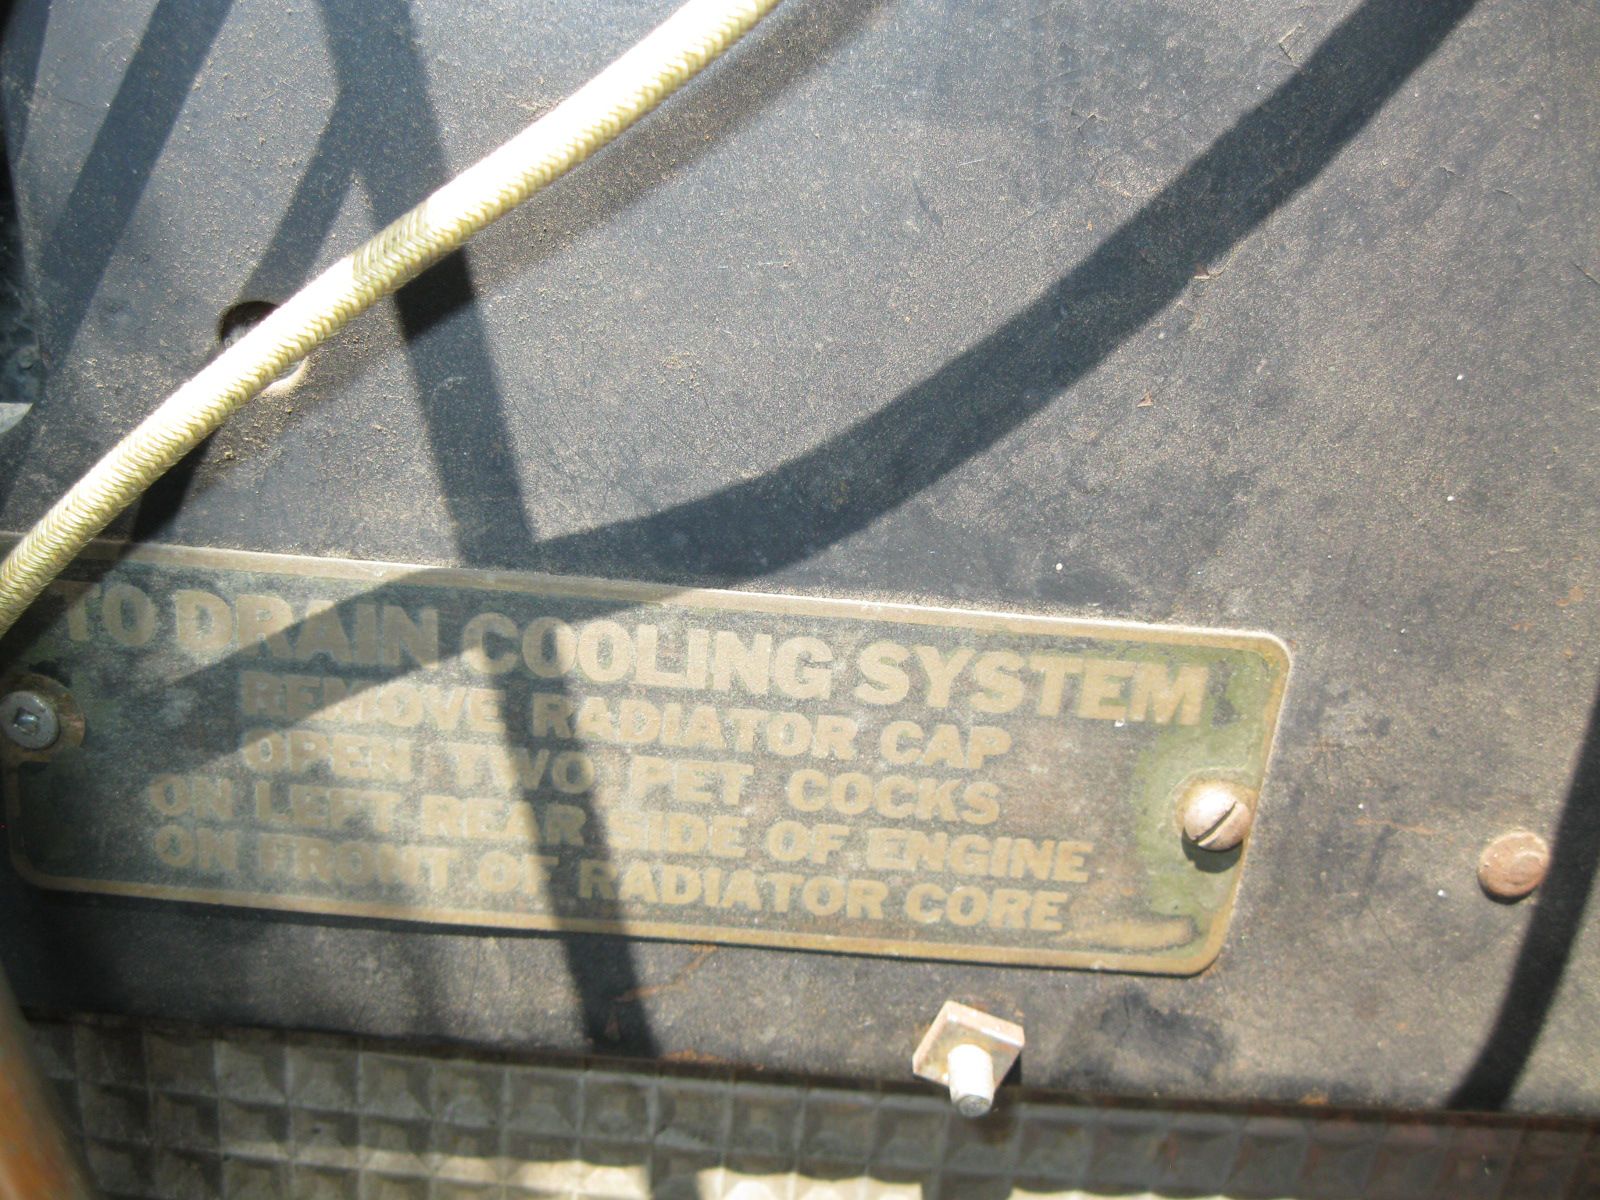 TO DRAIN COOLING SYSTEM
REMOVE RADIATOR CAP
OPEN TWO PET COCKS
ON LEFT REAR SIDE OF ENGINE
ON FRONT OF RADIATOR CORE